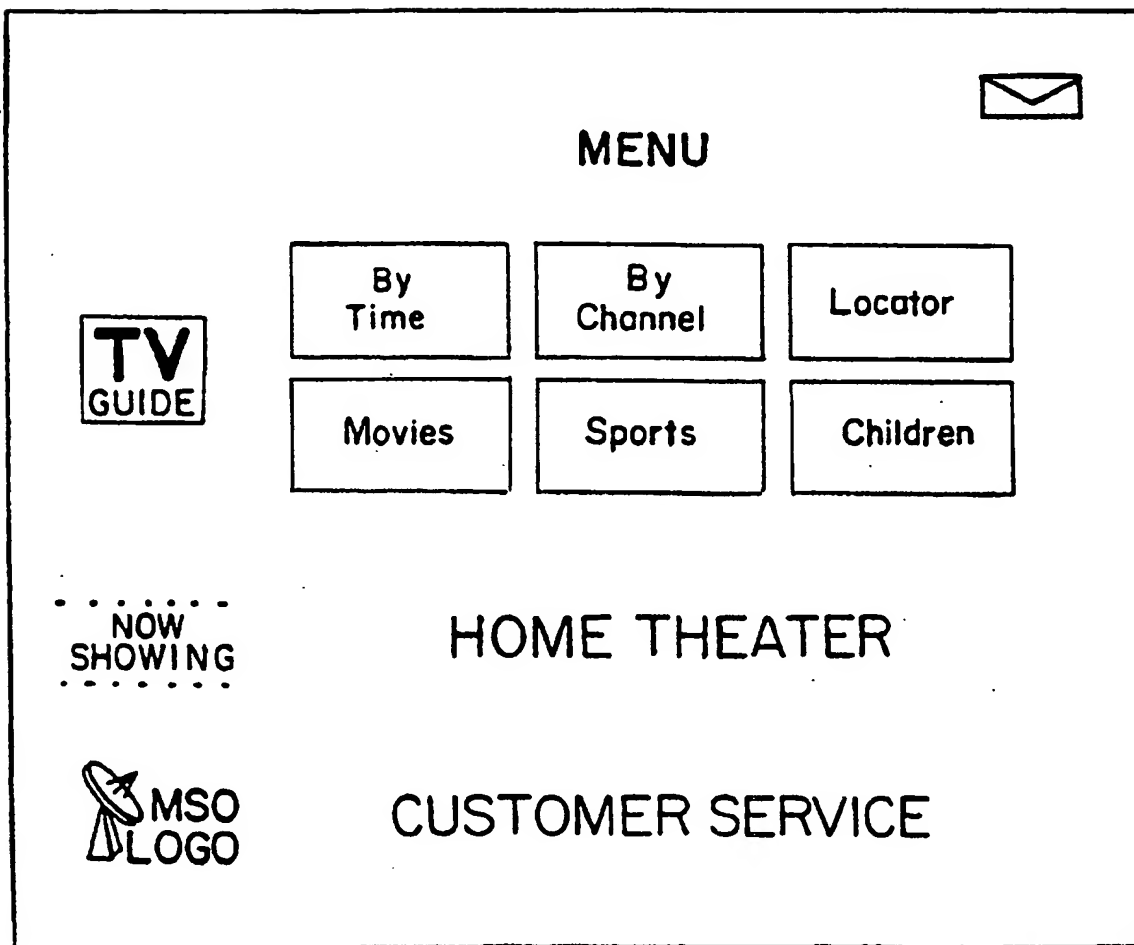 MENU
By
Time
By
Channel
Locator
TV
GUIDE
Movies
Sports
Children
NOW
SHOWING
HOME THEATER
MSO
LOGO
CUSTOMER SERVICE